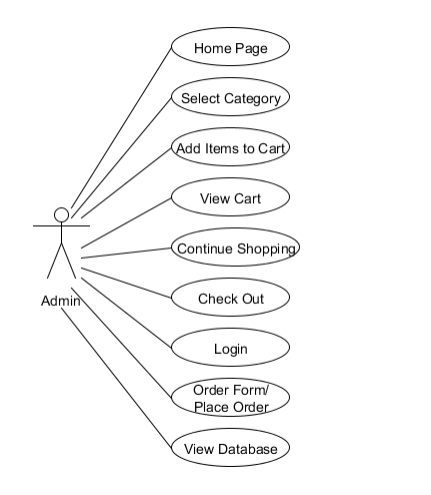 Home Page
Select Category
Add Items to Cart
View Cart
Continue Shopping
Admin
Check Out
Login
Order Form/
Place Order
View Database